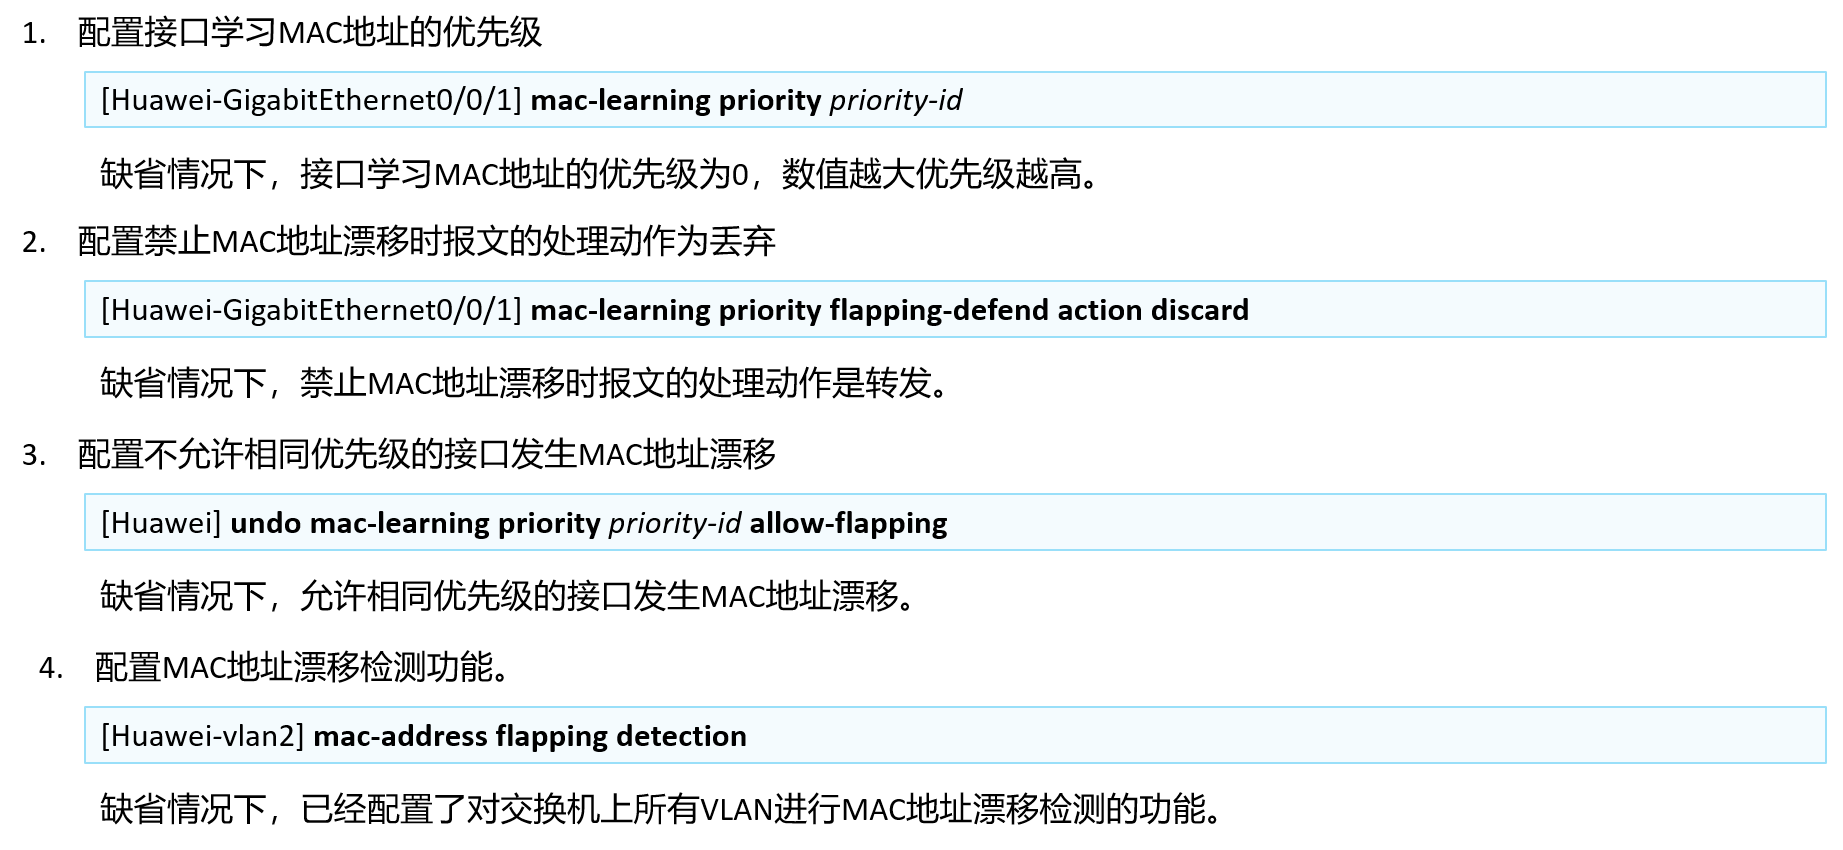 1. 配置接口学习MAC地址的优先级
[Huawei-GigabitEthernet0/0/1] mac-learning priority priority-id
缺省情况下，接口学习MAC地址的优先级为0，数值越大优先级越高。
2. 配置禁止MAC地址漂移时报文的处理动作为丢弃
[Huawei-GigabitEthernet0/0/1] mac-learning priority flapping-defend action discard
缺省情况下，禁止MAC地址漂移时报文的处理动作是转发。
3. 配置不允许相同优先级的接口发生MAC地址漂移
[Huawei] undo mac-learning priority priority-id allow-flapping
缺省情况下，允许相同优先级的接口发生MAC地址漂移。
4. 配置MAC地址漂移检测功能。
[Huawei-vlan2] mac-address flapping detection
缺省情况下，已经配置了对交换机上所有VLAN进行MAC地址漂移检测的功能。